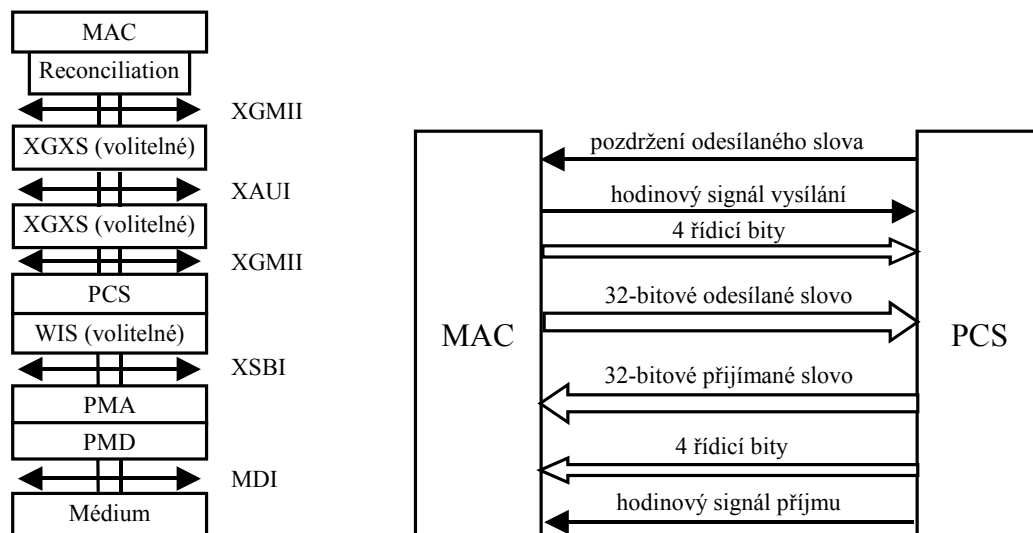 MAC
Reconciliation
XGMII
XGXS (volitelné)
XAUI
XGXS (volitelné)
XGMII
PCS
WIS (volitelné)
XSBI
PMA
PMD
MDI
Médium
MAC
pozdržení odesílaného slova
hodinový signál vysílání
4 řídicí bity
32-bitové odesílané slovo
32-bitové přijímané slovo
4 řídicí bity
hodinový signál příjmu
PCS